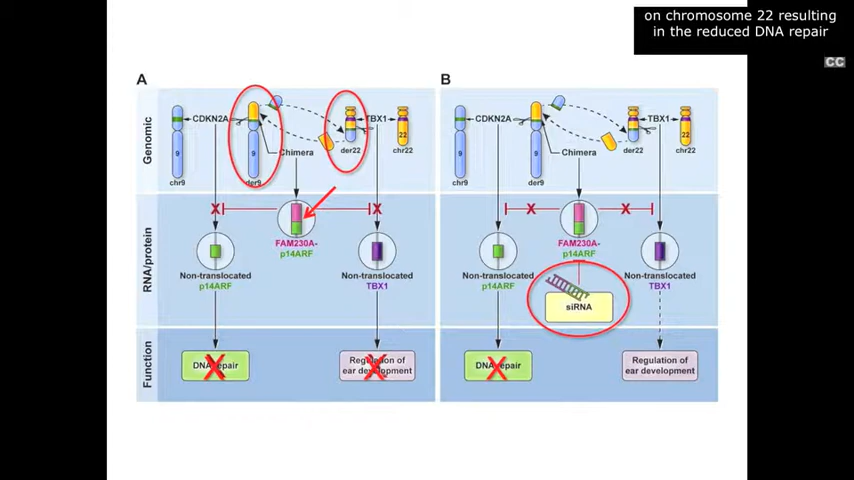 on chromosome 22 resulting
in the reduced DNA repair
CC
A
B
Genomic
CDKN2A
TBX1
9
chr9
9
der9
Chimera
der22
22
chr22
CDKN2A
TBX1
9
chr9
9
der9
Chimera
der22
22
chr22
RNA/protein
X
X
FAM230A-
p14ARF
Non-translocated
p14ARF
Non-translocated
TBX1
X
X
FAM230A-
p14ARF
Non-translocated
p14ARF
siRNA
Non-translocated
TBX1
Function
DNA repair
Regulation of
ear development
DNA repair
Regulation of
ear development